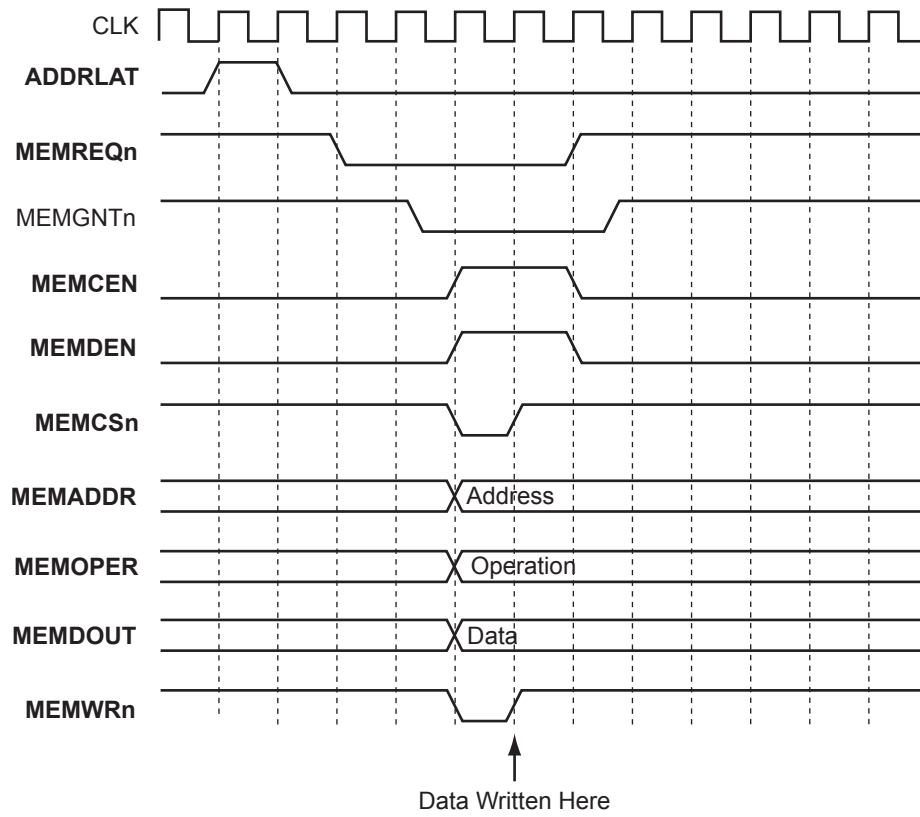 CLK
ADDRLAT
MEMREQn
MEMGNTn
MEMCEN
MEMDEN
MEMCSn
MEMADDR Address
MEMOPER Operation
MEMDOUT Data
MEMWRn
Data Written Here